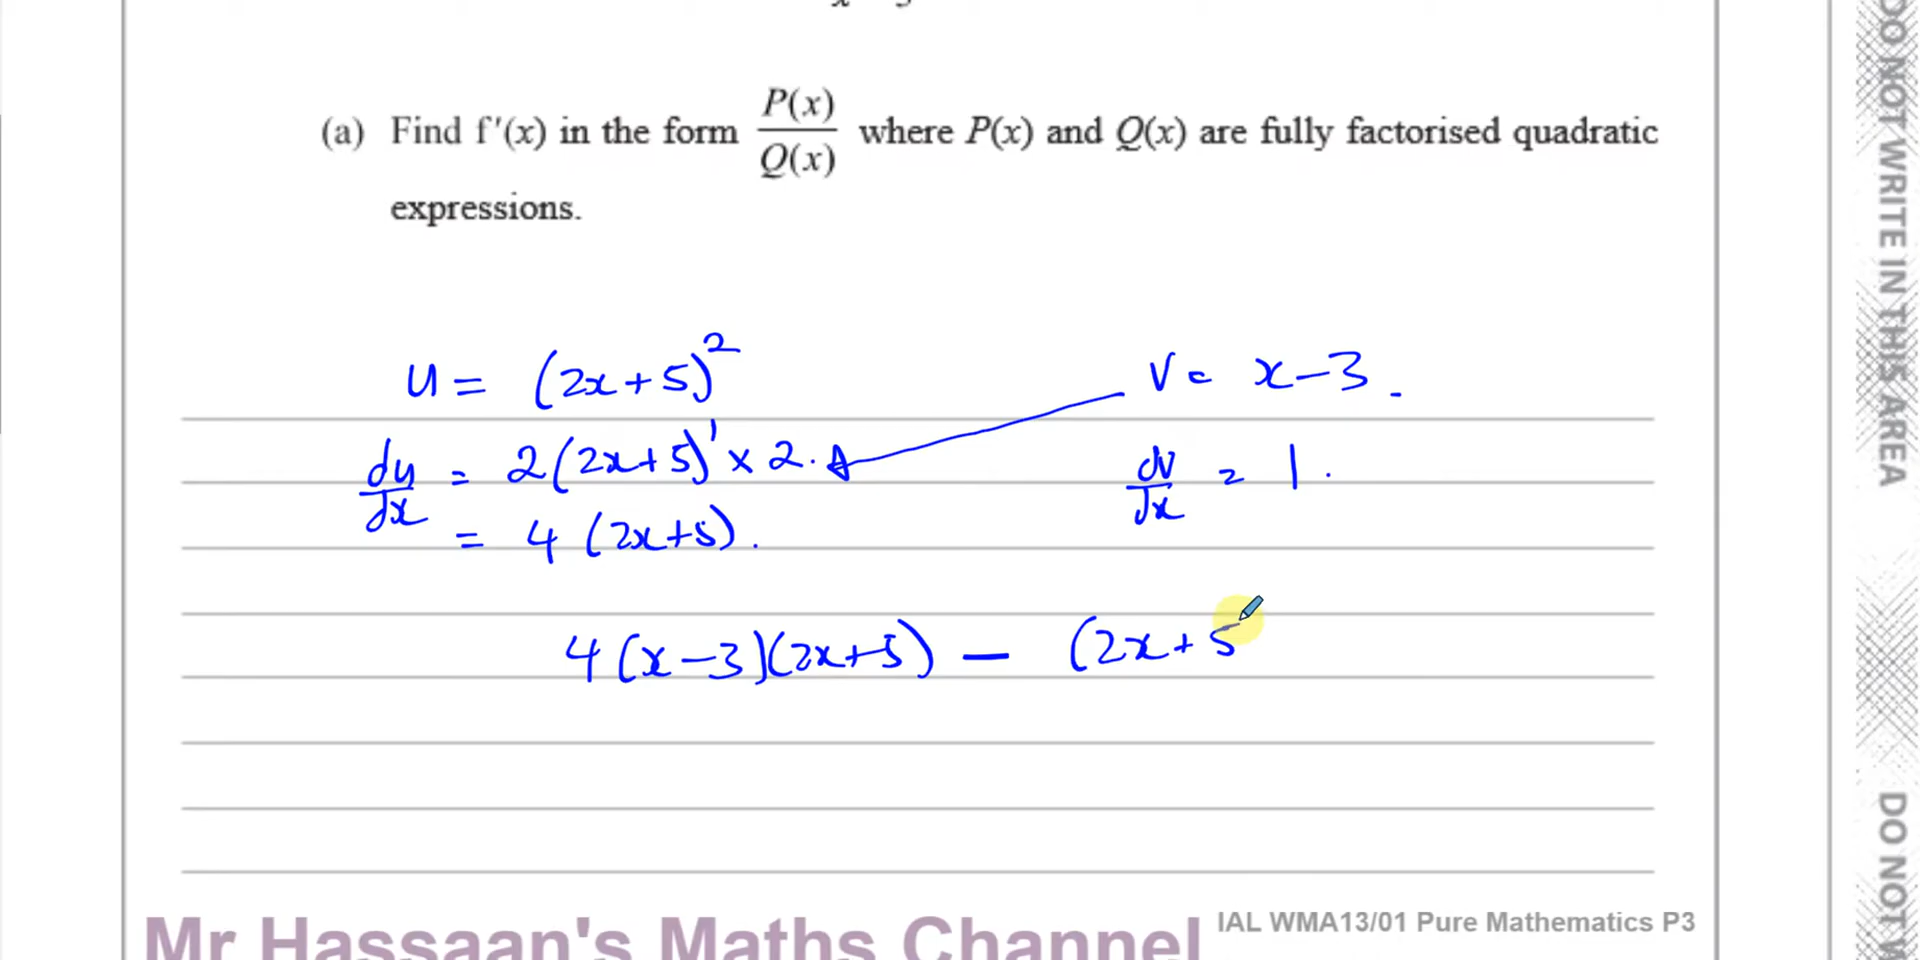 (a) Find f′(x) in the form P(x)/Q(x) where P(x) and Q(x) are fully factorised quadratic
expressions.
u = (2x+5)²
v = x−3.
dy/dx = 2(2x+5)¹ × 2.
dv/dx = 1.
= 4(2x+5).
4(x−3)(2x+5) − (2x+5
Mr Hassaan's Maths Channel
IAL WMA13/01 Pure Mathematics P3
DO NOT WRITE IN THIS AREA
DO NOT